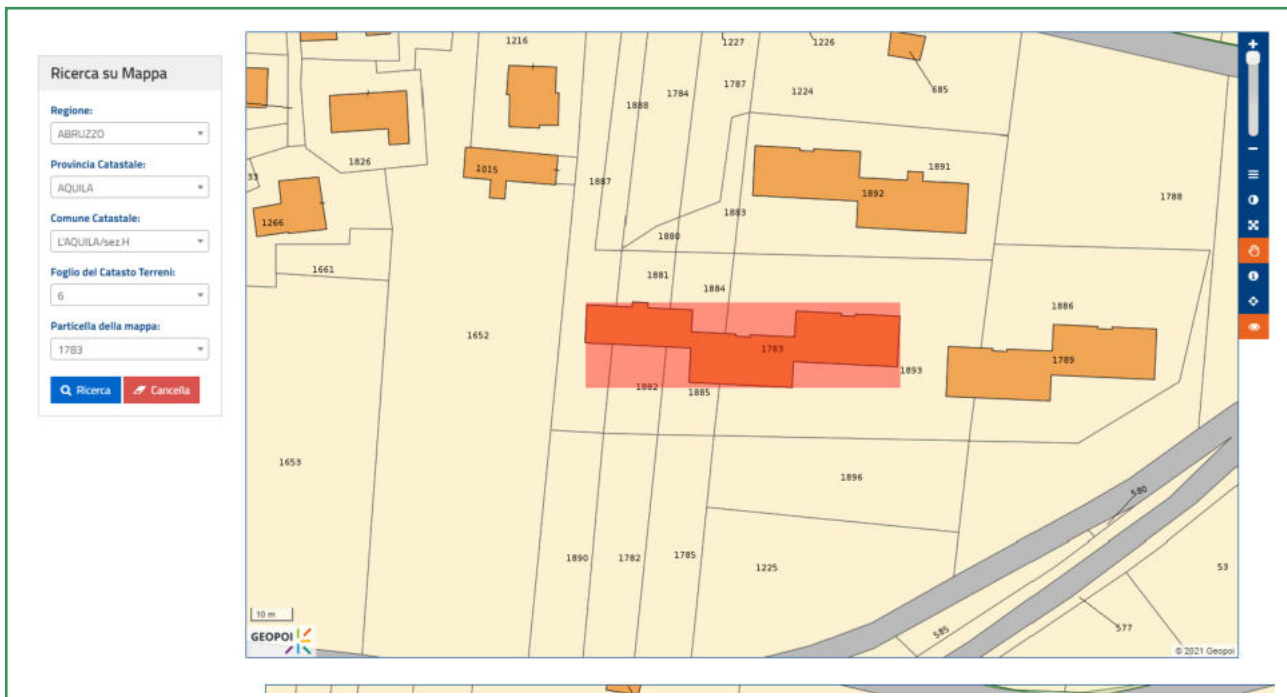 Ricerca su Mappa
Regione:
ABRUZZO
Provincia Catastale:
AQUILA
Comune Catastale:
L'AQUILA/sez.H
Foglio del Catasto Terreni:
6
Particella della mappa:
1783
Ricerca
Cancella
1216
1227
1226
685
1888
1784
1787
1224
1826
1015
1887
1891
1892
1788
33
1266
1883
1880
1661
1881
1884
1886
1652
1783
1789
1882
1885
1893
1653
1896
580
1890
1782
1785
1225
53
577
585
10 m
GEOPOI
© 2021 Geopoi